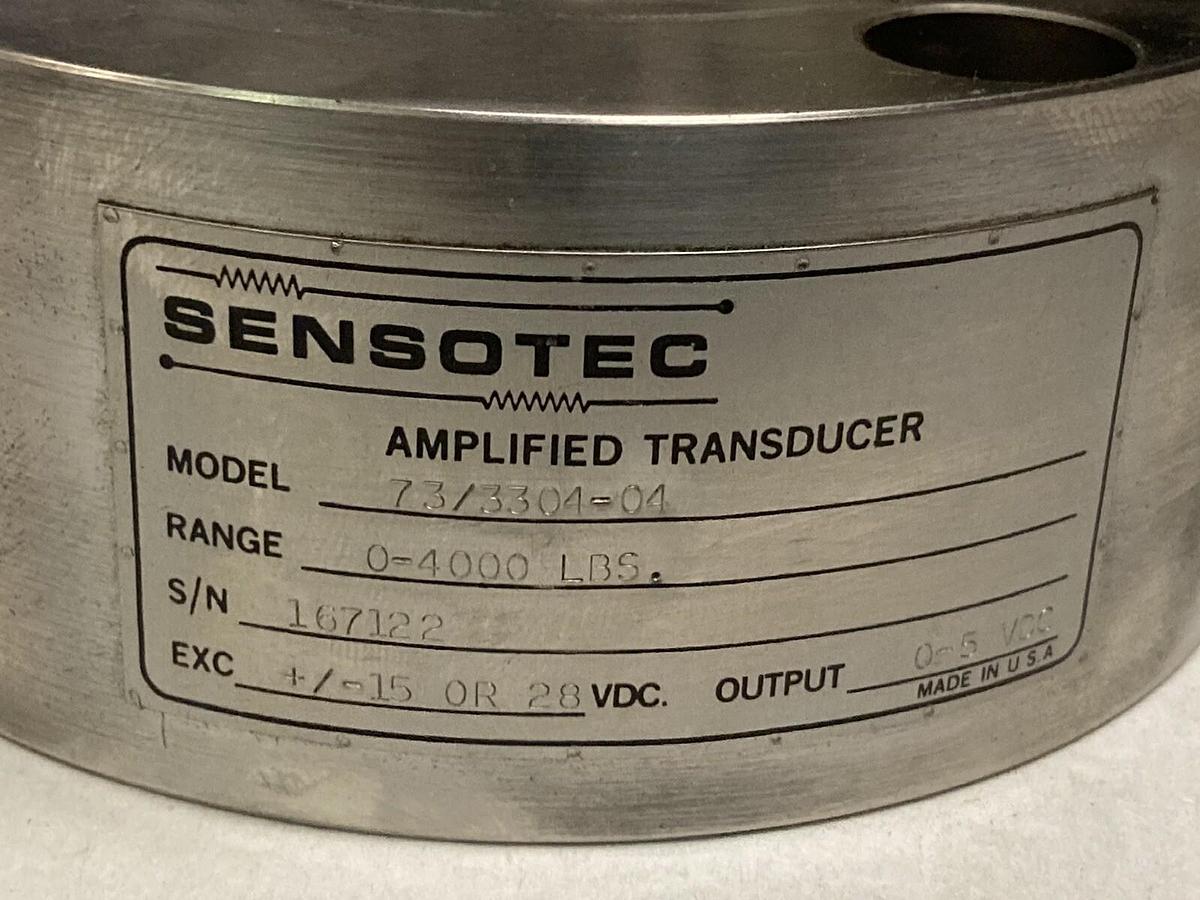 SENSOTEC
AMPLIFIED TRANSDUCER
MODEL 73/3304-04
RANGE 0-4000 LBS.
S/N 167122
EXC +/-15 OR 28 VDC. OUTPUT 0-5 VDC
MADE IN U S.A